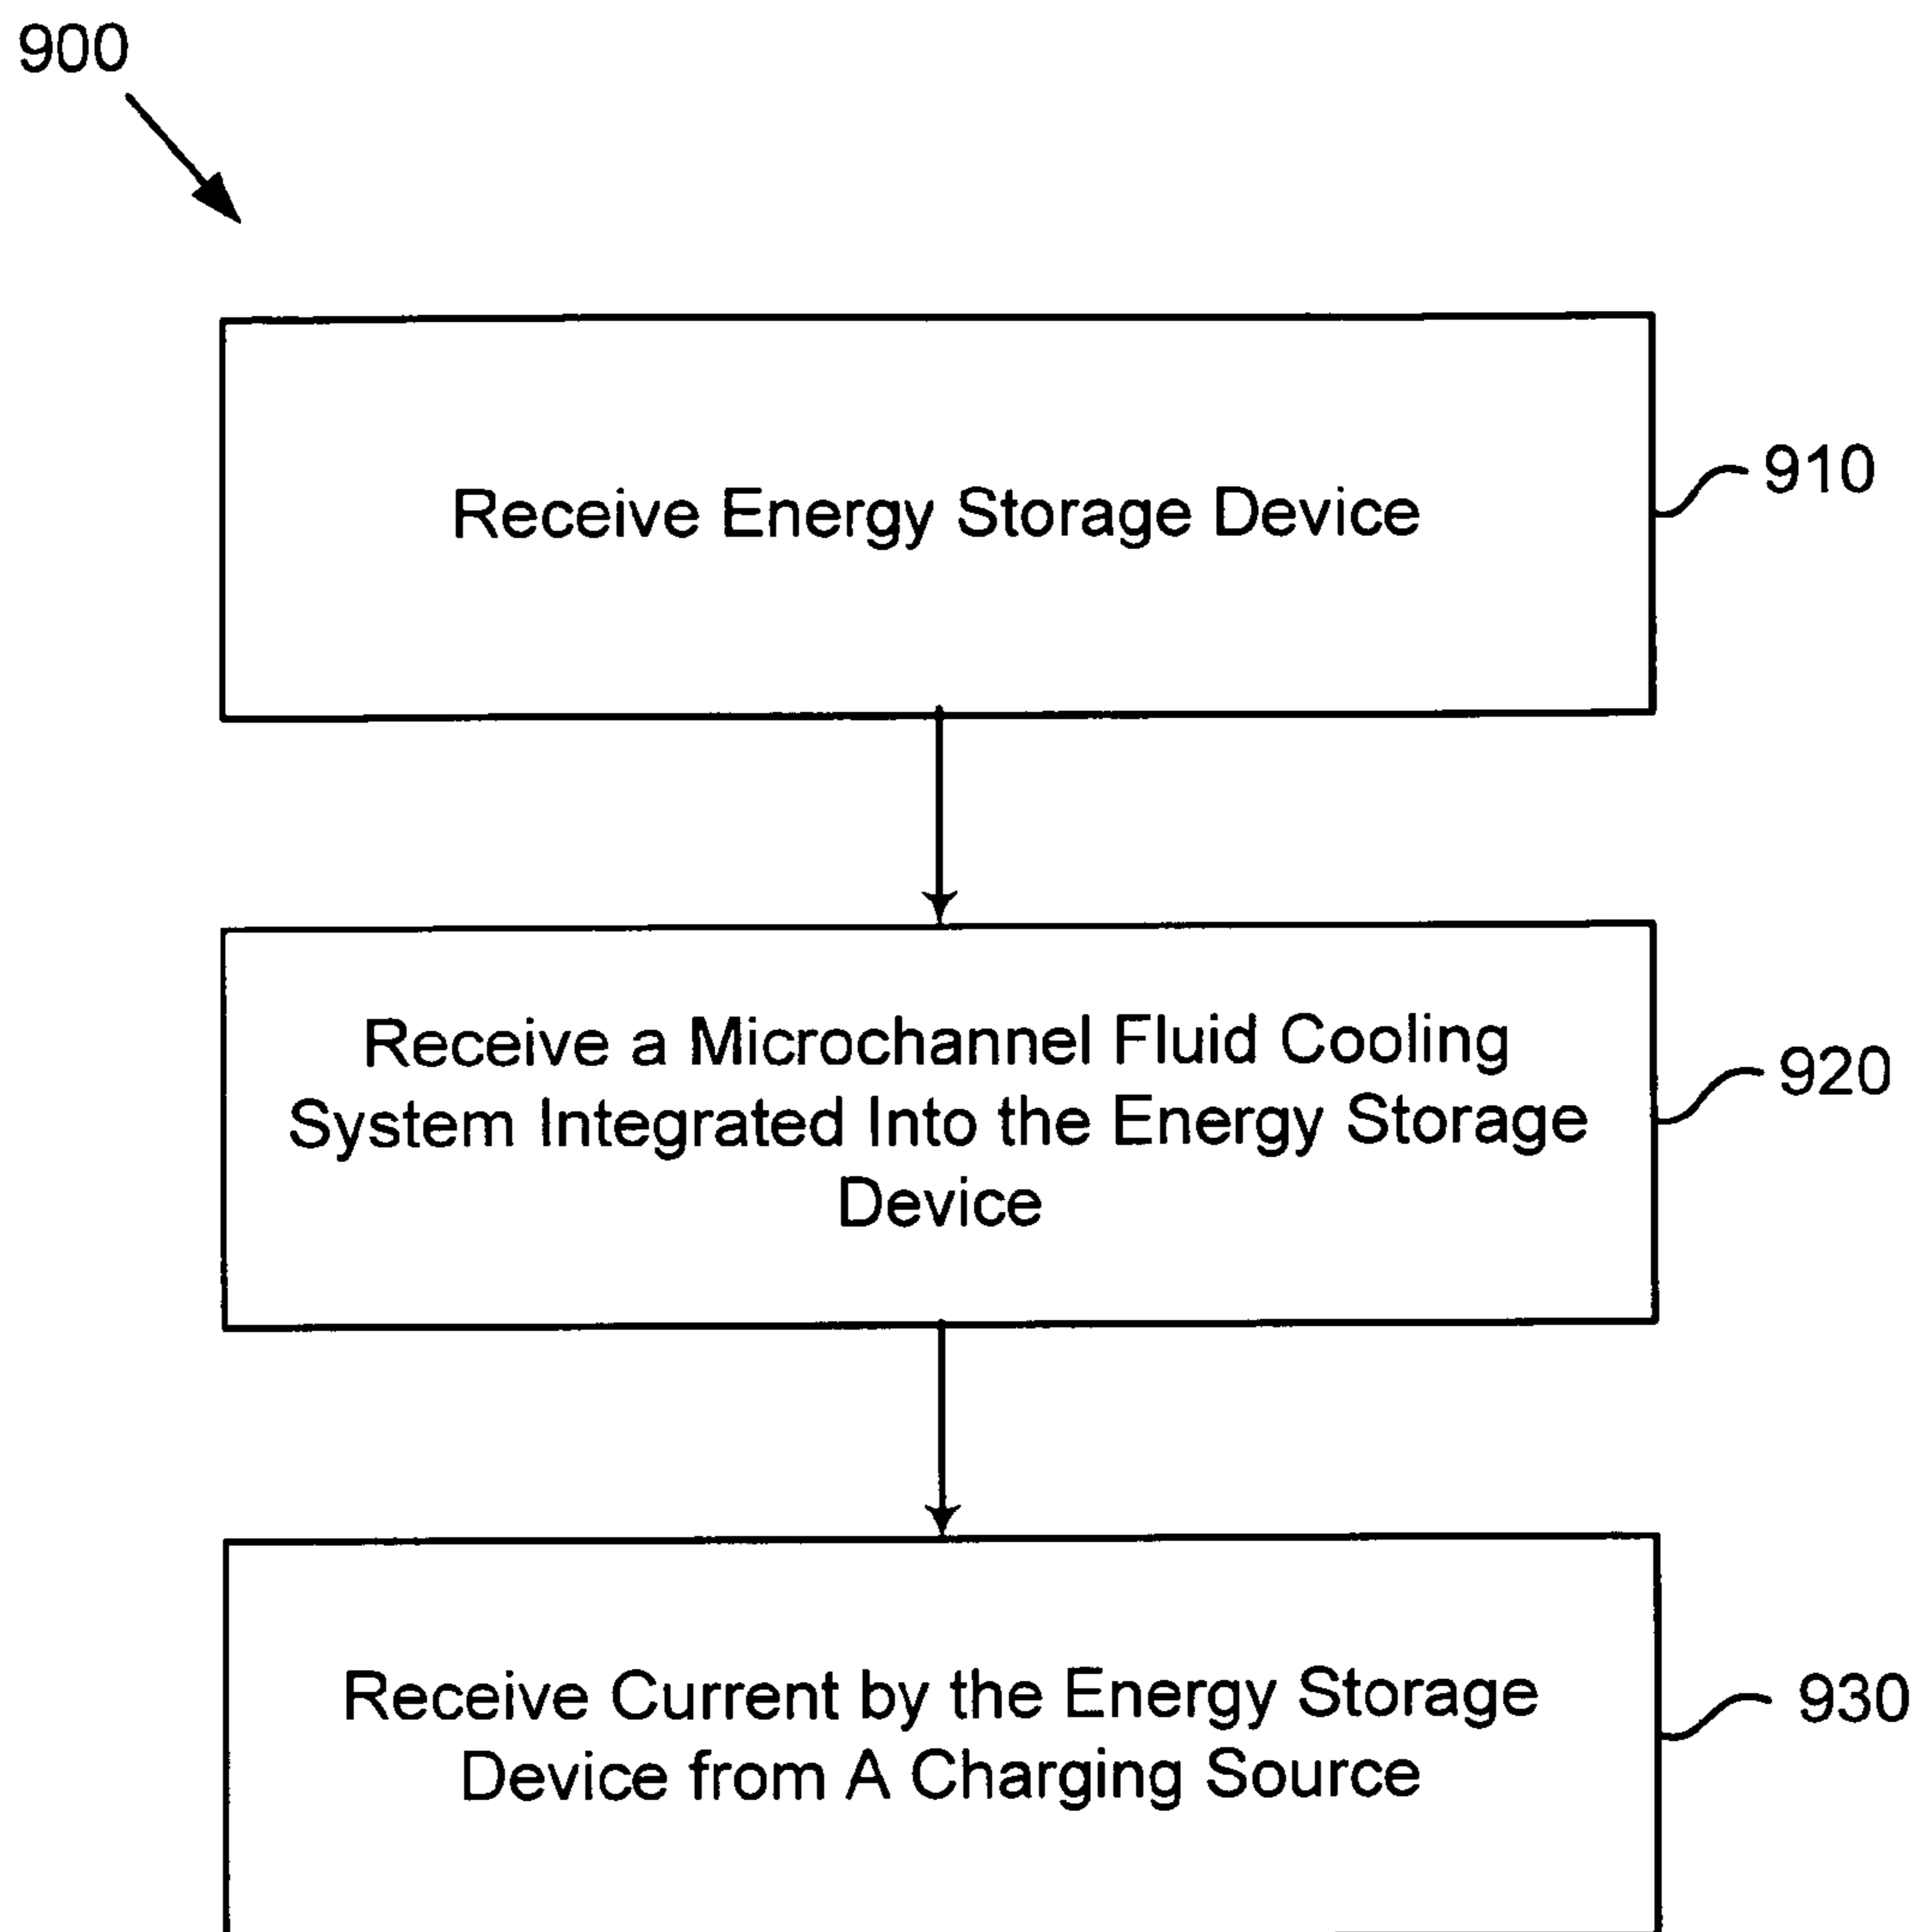 900
Receive Energy Storage Device
910
Receive a Microchannel Fluid Cooling
System Integrated Into the Energy Storage
Device
920
Receive Current by the Energy Storage
Device from A Charging Source
930